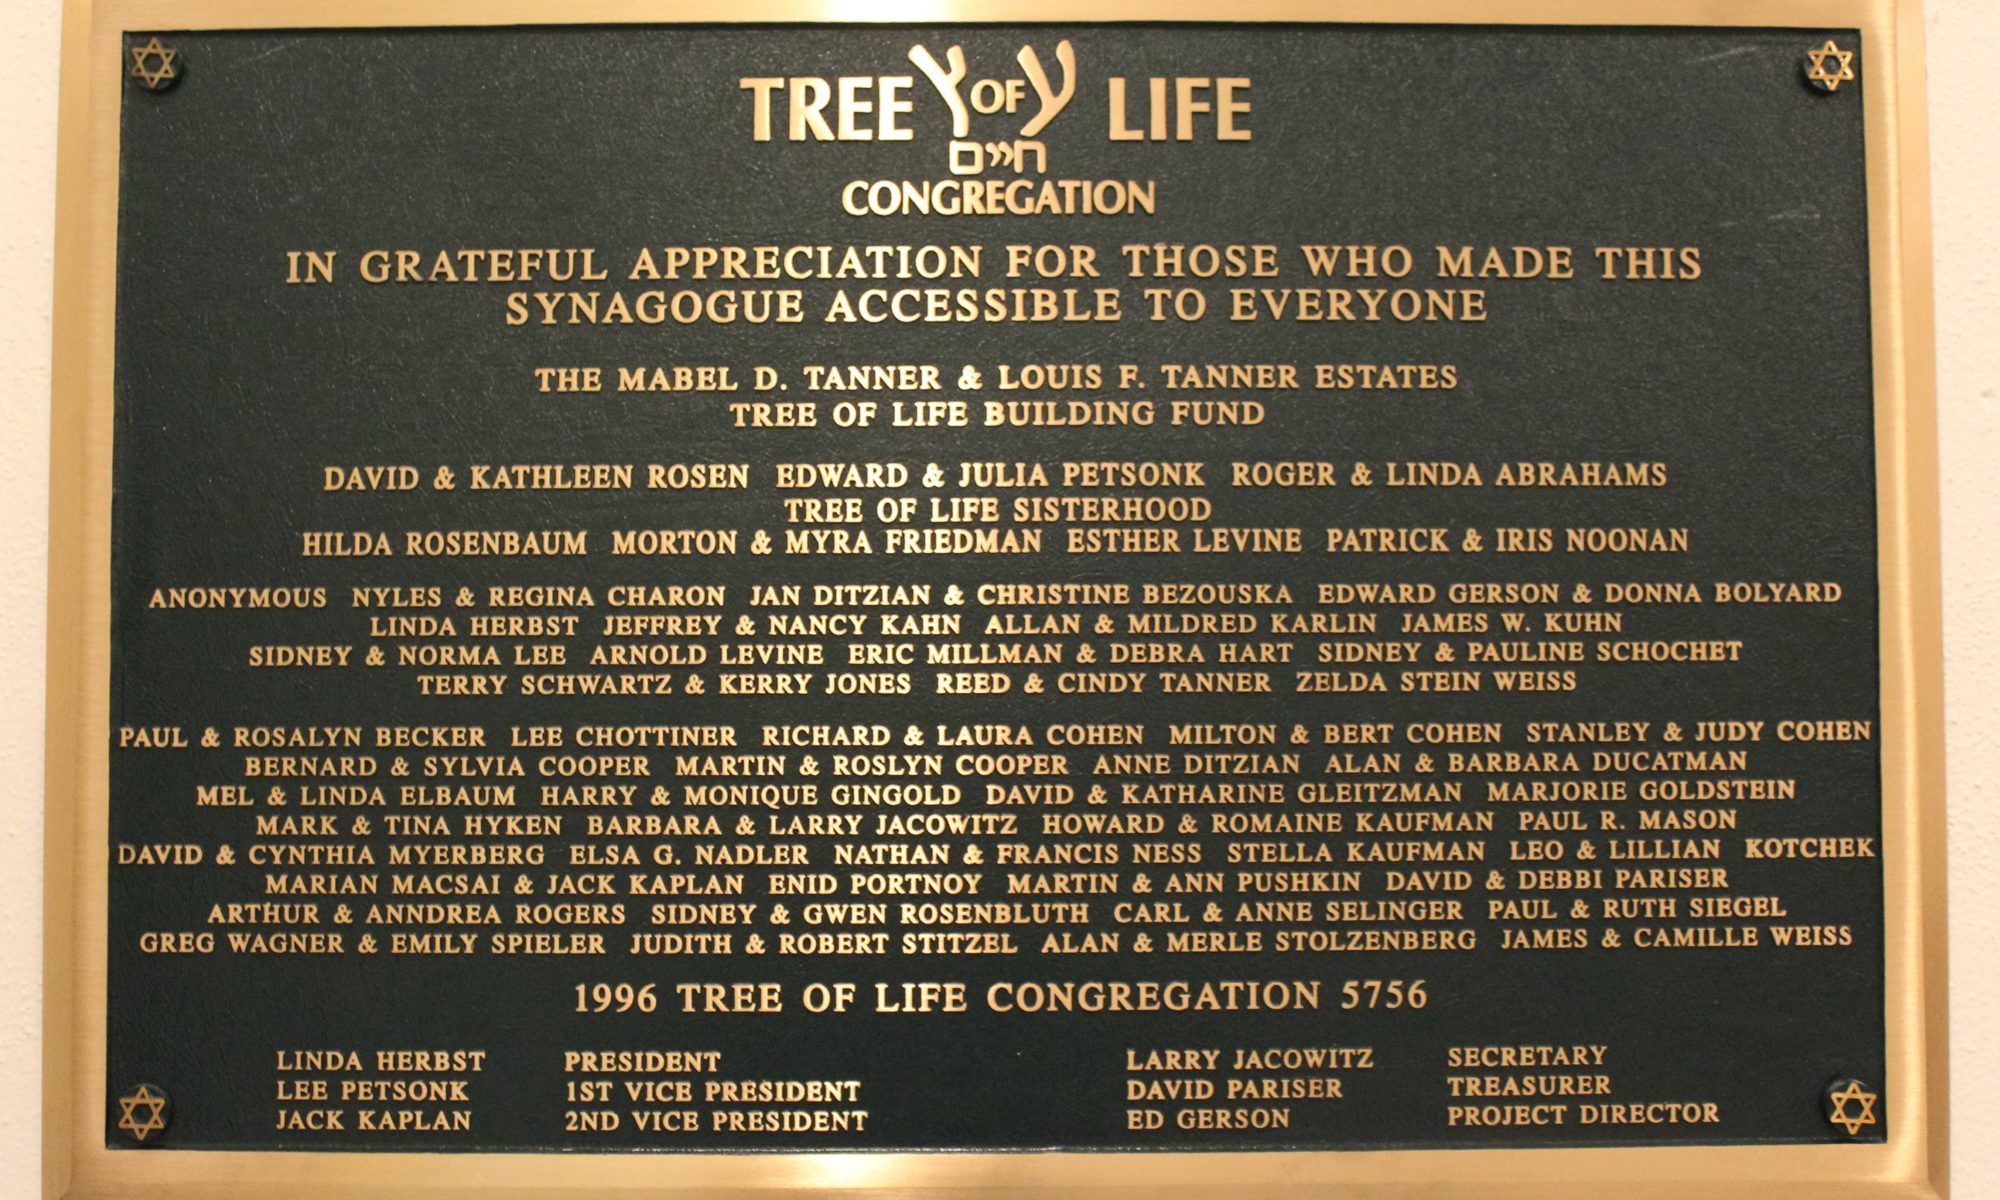 TREE OF LIFE
עץ
חיים
CONGREGATION
IN GRATEFUL APPRECIATION FOR THOSE WHO MADE THIS
SYNAGOGUE ACCESSIBLE TO EVERYONE
THE MABEL D. TANNER & LOUIS F. TANNER ESTATES
TREE OF LIFE BUILDING FUND
DAVID & KATHLEEN ROSEN EDWARD & JULIA PETSONK ROGER & LINDA ABRAHAMS
TREE OF LIFE SISTERHOOD
HILDA ROSENBAUM MORTON & MYRA FRIEDMAN ESTHER LEVINE PATRICK & IRIS NOONAN
ANONYMOUS NYLES & REGINA CHARON JAN DITZIAN & CHRISTINE BEZOUSKA EDWARD GERSON & DONNA BOLYARD
LINDA HERBST JEFFREY & NANCY KAHN ALLAN & MILDRED KARLIN JAMES W. KUHN
SIDNEY & NORMA LEE ARNOLD LEVINE ERIC MILLMAN & DEBRA HART SIDNEY & PAULINE SCHOCHET
TERRY SCHWARTZ & KERRY JONES REED & CINDY TANNER ZELDA STEIN WEISS
PAUL & ROSALYN BECKER LEE CHOTTINER RICHARD & LAURA COHEN MILTON & BERT COHEN STANLEY & JUDY COHEN
BERNARD & SYLVIA COOPER MARTIN & ROSLYN COOPER ANNE DITZIAN ALAN & BARBARA DUCATMAN
MEL & LINDA ELBAUM HARRY & MONIQUE GINGOLD DAVID & KATHARINE GLEITZMAN MARJORIE GOLDSTEIN
MARK & TINA HYKEN BARBARA & LARRY JACOWITZ HOWARD & ROMAINE KAUFMAN PAUL R. MASON
DAVID & CYNTHIA MYERBERG ELSA G. NADLER NATHAN & FRANCIS NESS STELLA KAUFMAN LEO & LILLIAN KOTCHEK
MARIAN MACSAI & JACK KAPLAN ENID PORTNOY MARTIN & ANN PUSHKIN DAVID & DEBBI PARISER
ARTHUR & ANNDREA ROGERS SIDNEY & GWEN ROSENBLUTH CARL & ANNE SELINGER PAUL & RUTH SIEGEL
GREG WAGNER & EMILY SPIELER JUDITH & ROBERT STITZEL ALAN & MERLE STOLZENBERG JAMES & CAMILLE WEISS
1996 TREE OF LIFE CONGREGATION 5756
LINDA HERBST PRESIDENT LARRY JACOWITZ SECRETARY
LEE PETSONK 1ST VICE PRESIDENT DAVID PARISER TREASURER
JACK KAPLAN 2ND VICE PRESIDENT ED GERSON PROJECT DIRECTOR